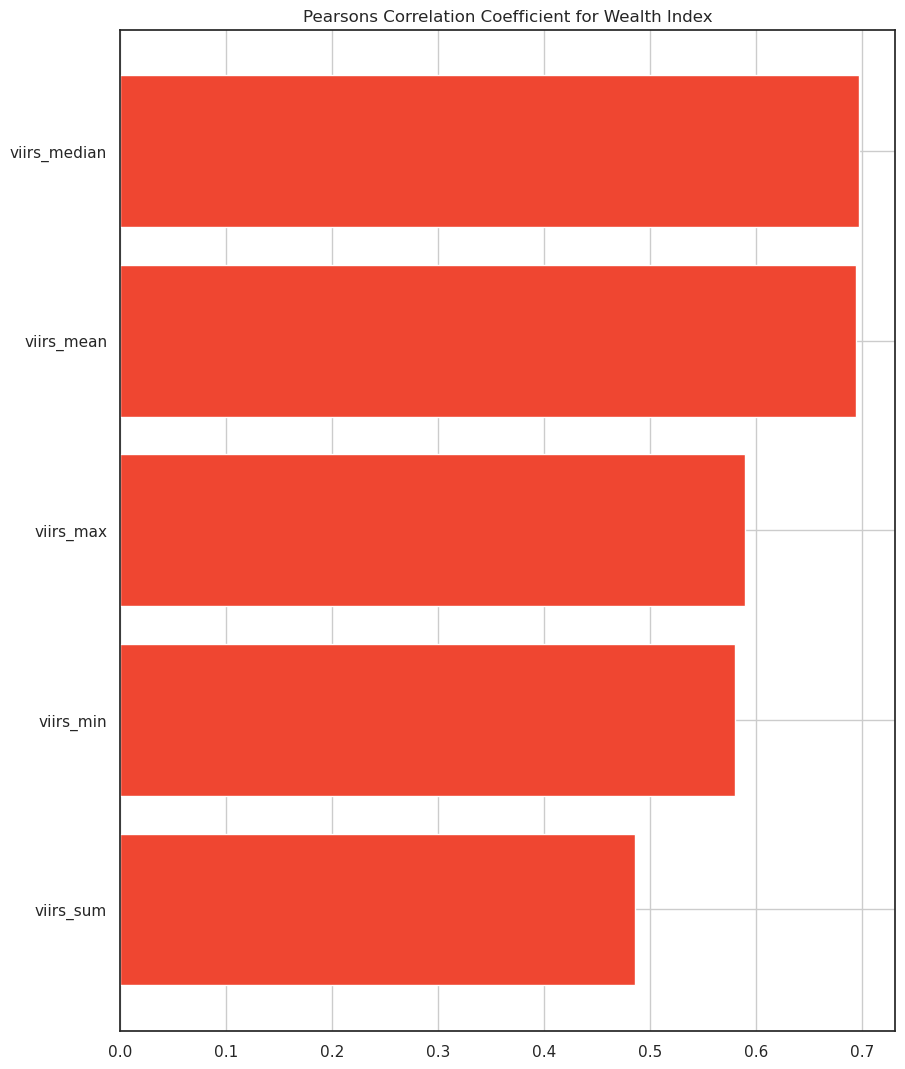 Pearsons Correlation Coefficient for Wealth Index
viirs_median
viirs_mean
viirs_max
viirs_min
viirs_sum
0.0 0.1 0.2 0.3 0.4 0.5 0.6 0.7